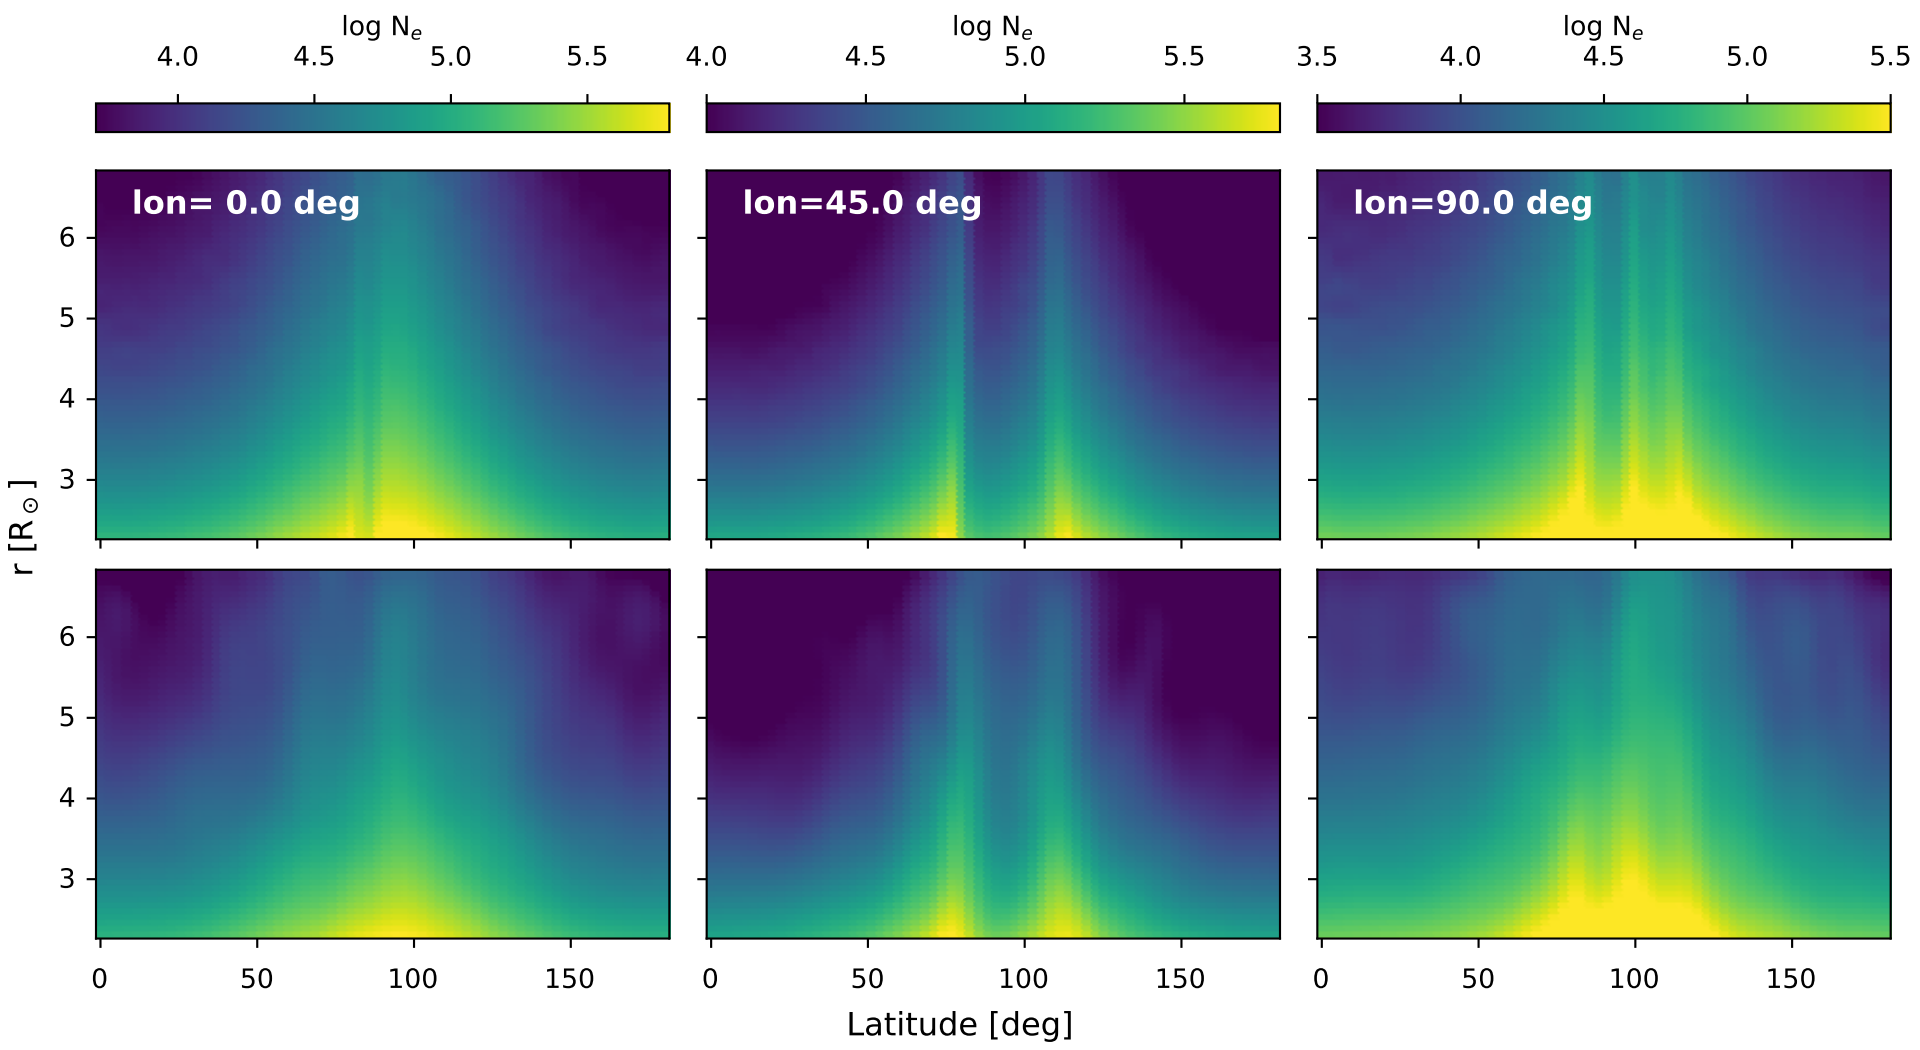 log Nₑ log Nₑ log Nₑ
4.0 4.5 5.0 5.5 4.0 4.5 5.0 5.5 3.5 4.0 4.5 5.0 5.5
lon= 0.0 deg lon=45.0 deg lon=90.0 deg
6
5
4
3
r [R☉]
6
5
4
3
0 50 100 150 0 50 100 150 0 50 100 150
Latitude [deg]